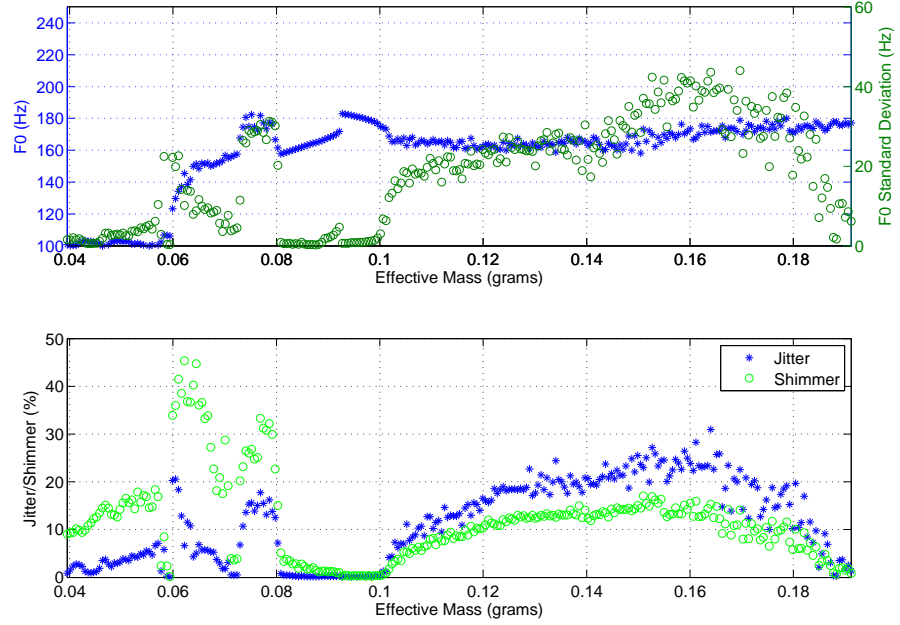 240
220
200
180
160
140
120
100
F0 (Hz)
60
40
20
0
F0 Standard Deviation (Hz)
0.04 0.06 0.08 0.1 0.12 0.14 0.16 0.18
Effective Mass (grams)
50
40
30
20
10
0
Jitter/Shimmer (%)
Jitter
Shimmer
0.04 0.06 0.08 0.1 0.12 0.14 0.16 0.18
Effective Mass (grams)